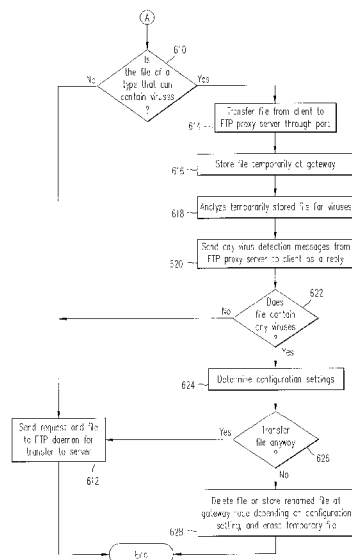 A
610
Is
the file of a
type that can
contain viruses
?
No
Yes
Transfer file from client to
FTP proxy server through port
614
Store file temporarily at gateway
616
Analyze temporarily stored file for viruses
618
Send any virus detection messages from
FTP proxy server to client as a reply
620
622
Does
file contain
any viruses
?
No
Yes
Determine configuration settings
624
Transfer
file anyway
?
626
Yes
No
Send request and file
to FTP daemon for
transfer to server
612
Delete file or store renamed file at
gateway node depending on configuration
setting, and erase temporary file
628
End